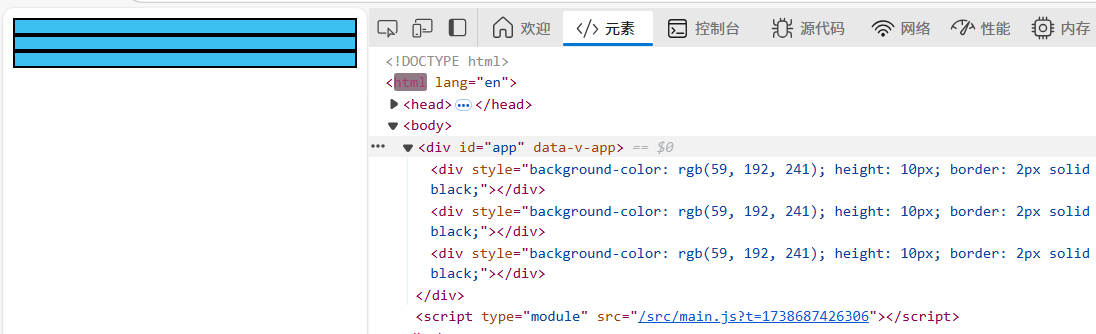 欢迎 </> 元素 控制台 源代码 网络 性能 内存
<!DOCTYPE html>
<html lang="en">
<head> ••• </head>
<body>
••• <div id="app" data-v-app> == $0
<div style="background-color: rgb(59, 192, 241); height: 10px; border: 2px solid
black;"></div>
<div style="background-color: rgb(59, 192, 241); height: 10px; border: 2px solid
black;"></div>
<div style="background-color: rgb(59, 192, 241); height: 10px; border: 2px solid
black;"></div>
</div>
<script type="module" src="/src/main.js?t=1738687426306"></script>